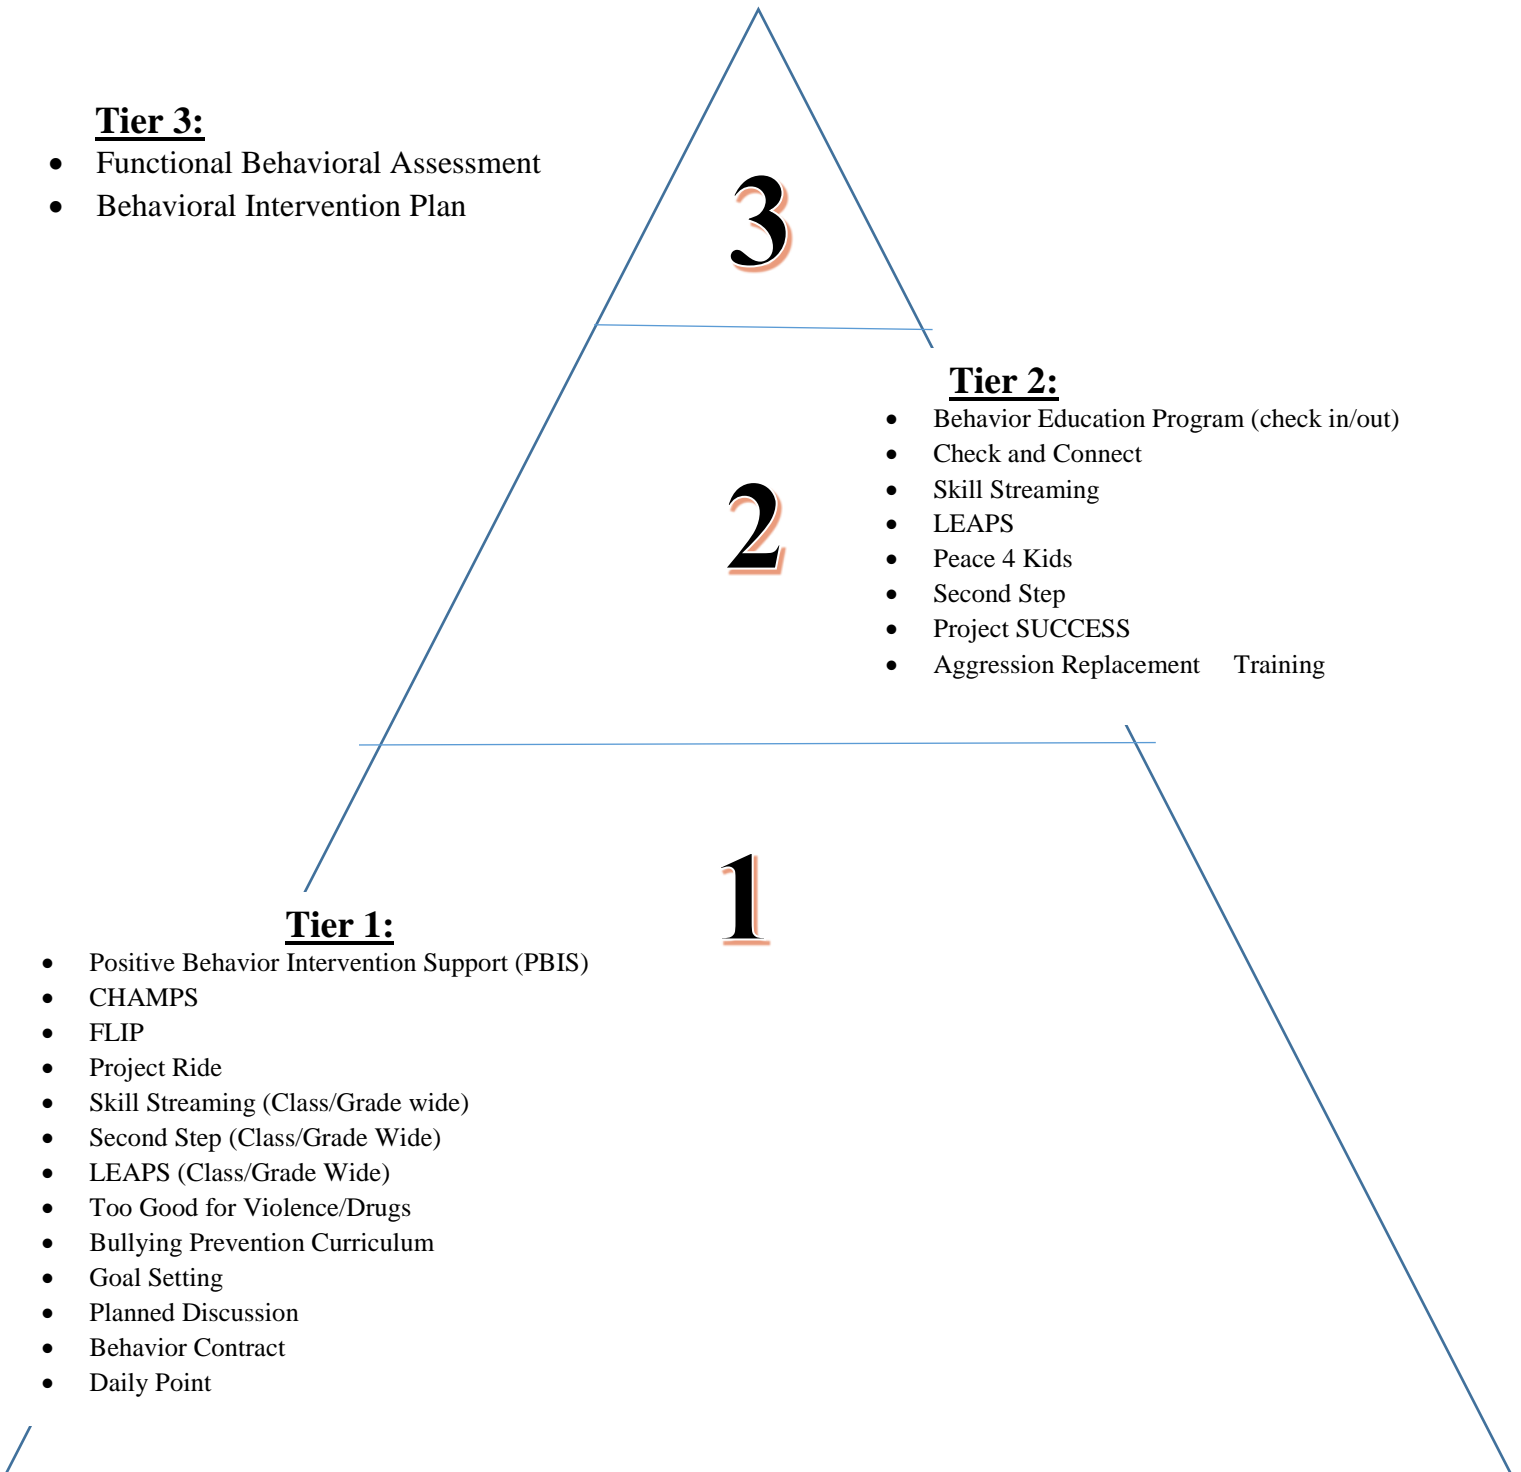 Tier 3:
• Functional Behavioral Assessment
• Behavioral Intervention Plan
3
Tier 2:
• Behavior Education Program (check in/out)
• Check and Connect
• Skill Streaming
• LEAPS
• Peace 4 Kids
• Second Step
• Project SUCCESS
• Aggression Replacement Training
2
1
Tier 1:
• Positive Behavior Intervention Support (PBIS)
• CHAMPS
• FLIP
• Project Ride
• Skill Streaming (Class/Grade wide)
• Second Step (Class/Grade Wide)
• LEAPS (Class/Grade Wide)
• Too Good for Violence/Drugs
• Bullying Prevention Curriculum
• Goal Setting
• Planned Discussion
• Behavior Contract
• Daily Point